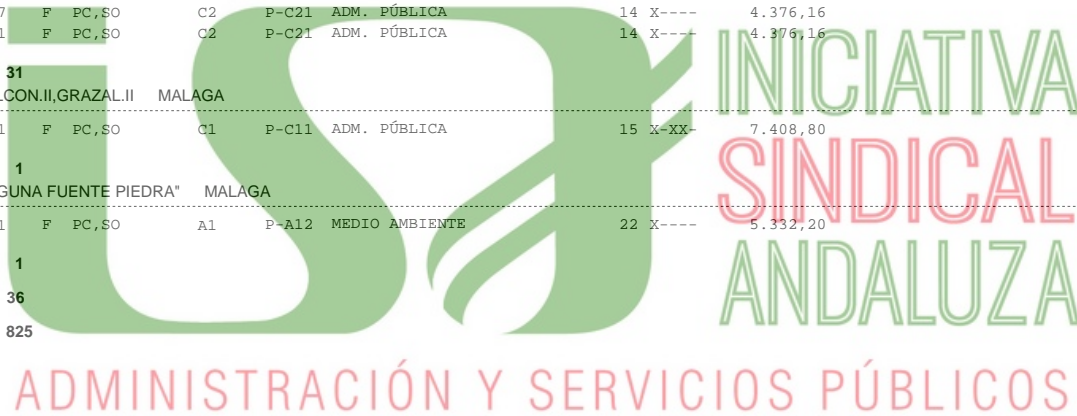 7 F PC,SO C2 P-C21 ADM. PÚBLICA 14 X---- 4.376,16
1 F PC,SO C2 P-C21 ADM. PÚBLICA 14 X---- 4.376,16
31
LCON.II,GRAZAL.II MALAGA
1 F PC,SO C1 P-C11 ADM. PÚBLICA 15 X-XX- 7.408,80
1
GUNA FUENTE PIEDRA" MALAGA
1 F PC,SO A1 P-A12 MEDIO AMBIENTE 22 X---- 5.332,20
1
36
825
isa
INICIATIVA
SINDICAL
ANDALUZA
ADMINISTRACIÓN Y SERVICIOS PÚBLICOS